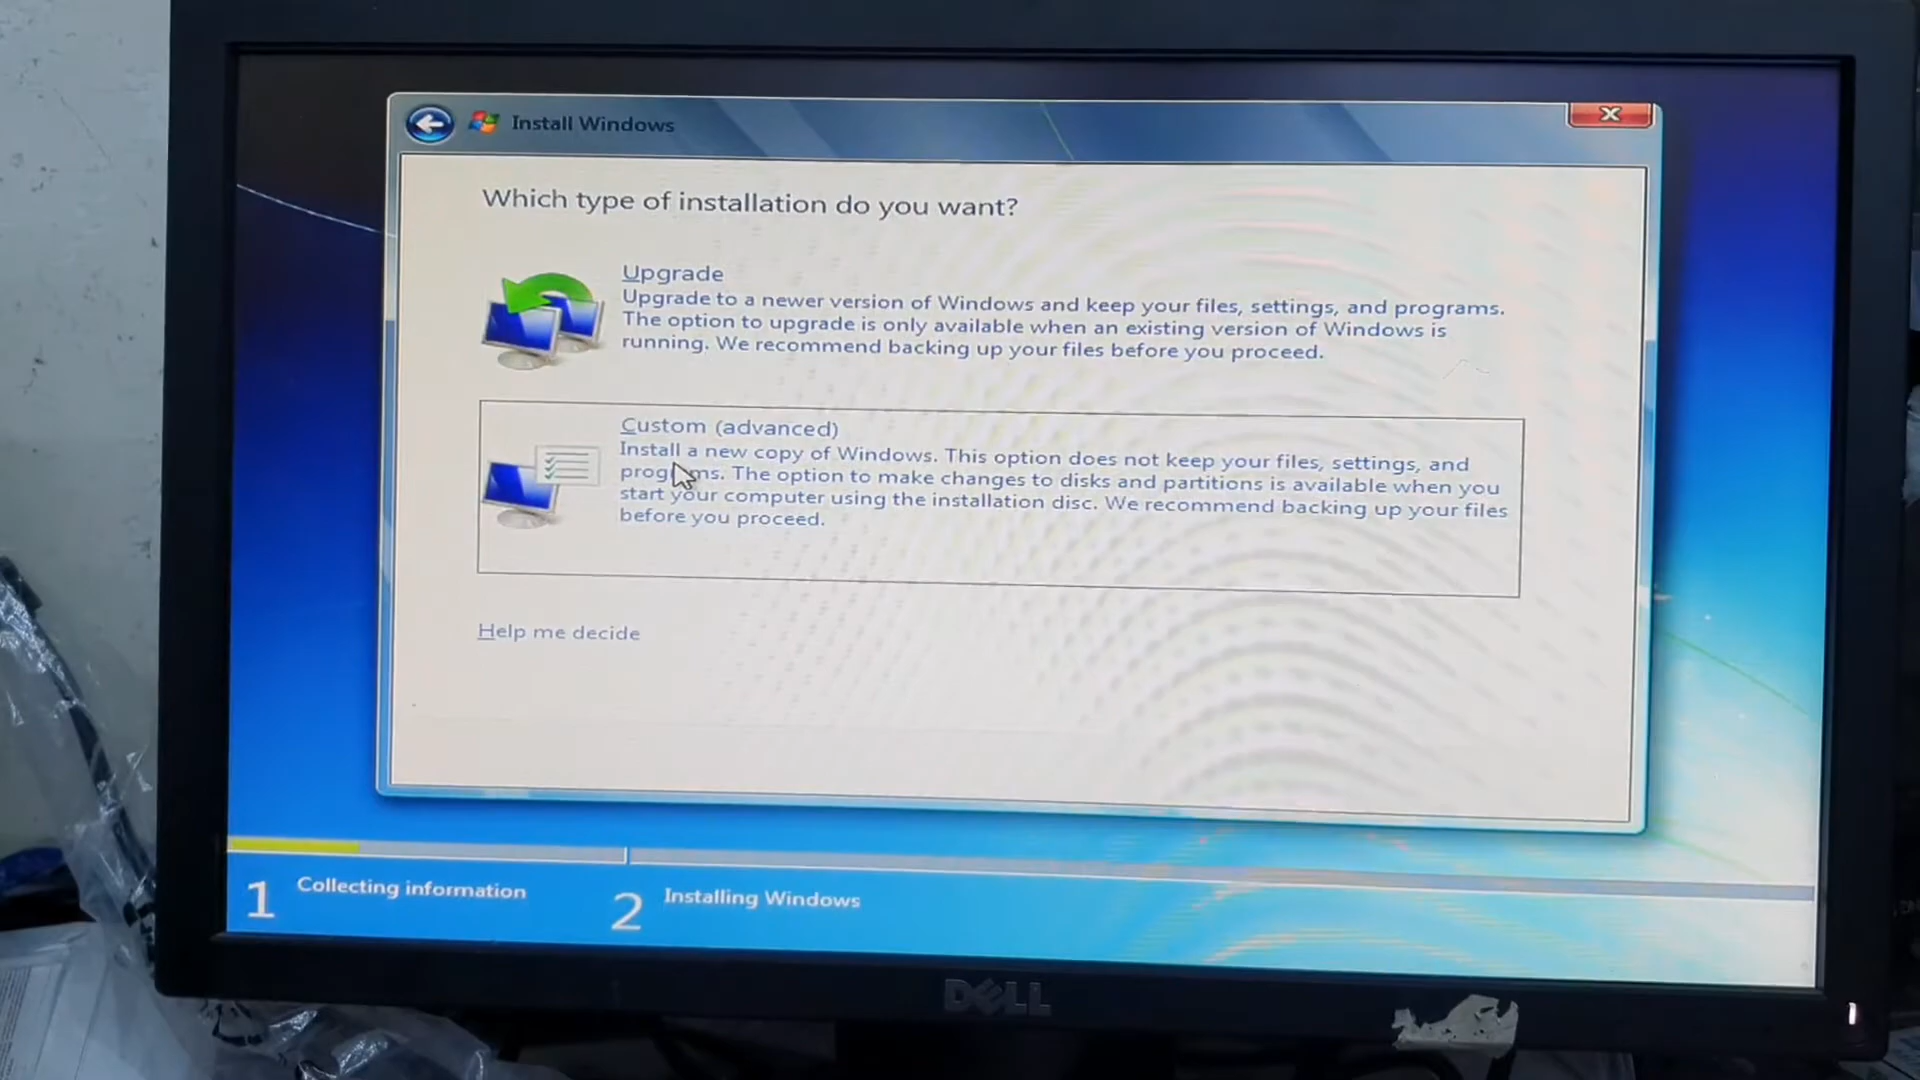 Install Windows
Which type of installation do you want?
Upgrade
Upgrade to a newer version of Windows and keep your files, settings, and programs.
The option to upgrade is only available when an existing version of Windows is
running. We recommend backing up your files before you proceed.
Custom (advanced)
Install a new copy of Windows. This option does not keep your files, settings, and
programs. The option to make changes to disks and partitions is available when you
start your computer using the installation disc. We recommend backing up your files
before you proceed.
Help me decide
1 Collecting information
2 Installing Windows
DELL